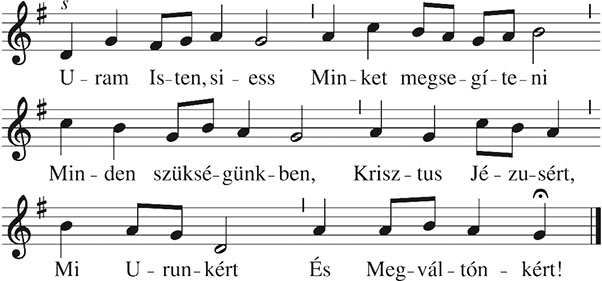 s
U – ram Is–ten, si – ess Min – ket megse – gí – te – ni
Min – den szüksé – günk – ben, Krisz – tus Jé – zu – sért,
Mi U – run – kért És Meg – vál – tón – kért!